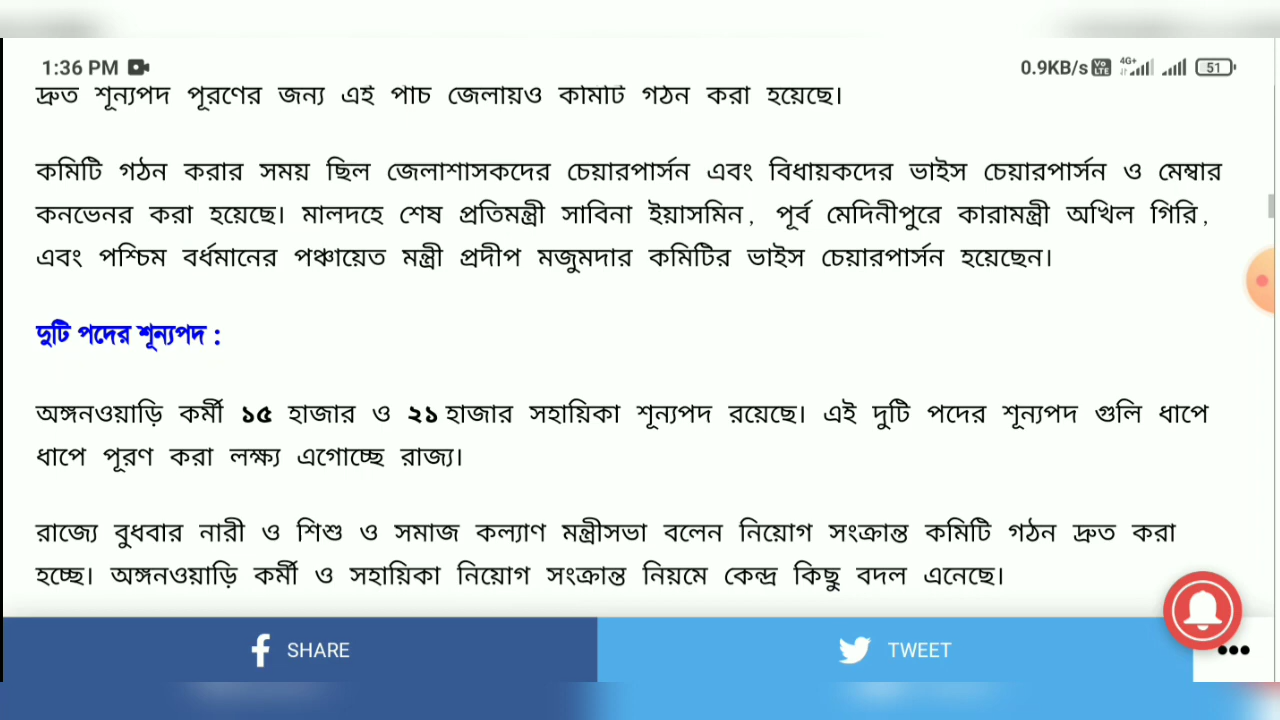 1:36 PM
0.9KB/s VoLTE 4G+ 51
দ্রুত শূন্যপদ পূরণের জন্য এই পাচ জেলায়ও কামাট গঠন করা হয়েছে।
কমিটি গঠন করার সময় ছিল জেলাশাসকদের চেয়ারপার্সন এবং বিধায়কদের ভাইস চেয়ারপার্সন ও মেম্বার
কনভেনর করা হয়েছে। মালদহে শেষ প্রতিমন্ত্রী সাবিনা ইয়াসমিন, পূর্ব মেদিনীপুরে কারামন্ত্রী অখিল গিরি,
এবং পশ্চিম বর্ধমানের পঞ্চায়েত মন্ত্রী প্রদীপ মজুমদার কমিটির ভাইস চেয়ারপার্সন হয়েছেন।
দুটি পদের শূন্যপদ :
অঙ্গনওয়াড়ি কর্মী ১৫ হাজার ও ২১ হাজার সহায়িকা শূন্যপদ রয়েছে। এই দুটি পদের শূন্যপদ গুলি ধাপে
ধাপে পূরণ করা লক্ষ্য এগোচ্ছে রাজ্য।
রাজ্যে বুধবার নারী ও শিশু ও সমাজ কল্যাণ মন্ত্রীসভা বলেন নিয়োগ সংক্রান্ত কমিটি গঠন দ্রুত করা
হচ্ছে। অঙ্গনওয়াড়ি কর্মী ও সহায়িকা নিয়োগ সংক্রান্ত নিয়মে কেন্দ্র কিছু বদল এনেছে।
SHARE
TWEET